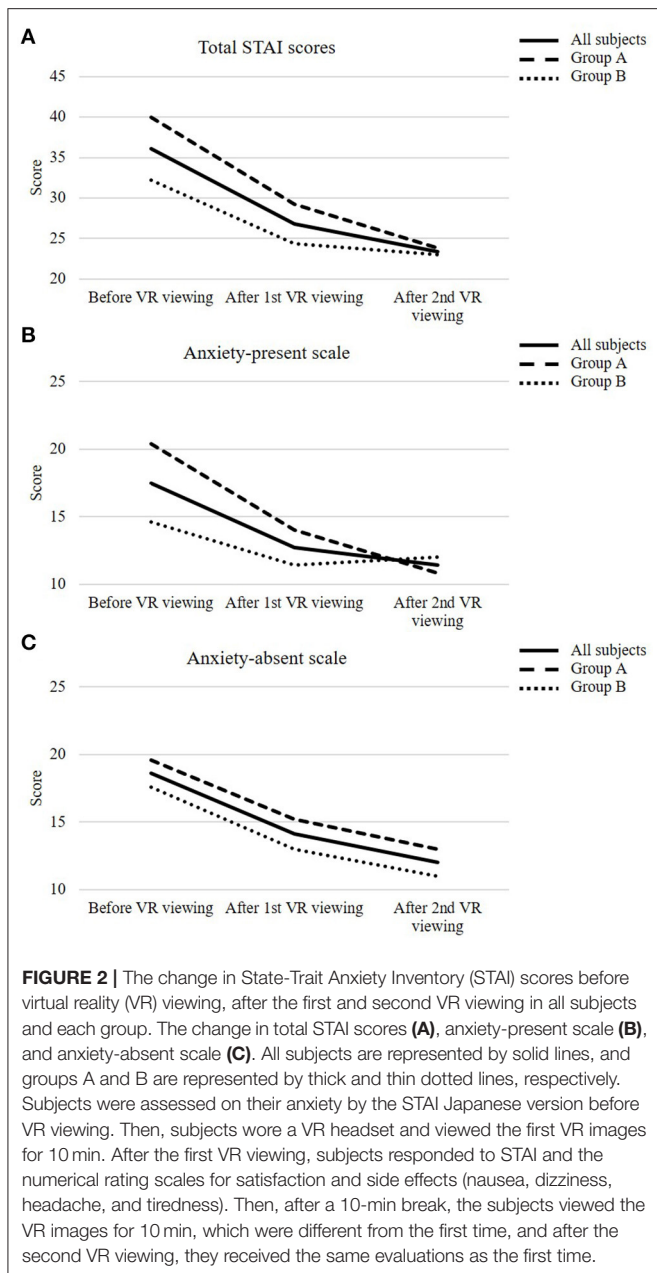 A
Total STAI scores
All subjects
Group A
Group B
45
40
35
30
25
20
Score
Before VR viewing
After 1st VR viewing
After 2nd VR
viewing
B
Anxiety-present scale
All subjects
Group A
Group B
25
20
15
10
Score
Before VR viewing
After 1st VR viewing
After 2nd VR
viewing
C
Anxiety-absent scale
All subjects
Group A
Group B
25
20
15
10
Score
Before VR viewing
After 1st VR viewing
After 2nd VR
viewing
FIGURE 2 | The change in State-Trait Anxiety Inventory (STAI) scores before
virtual reality (VR) viewing, after the first and second VR viewing in all subjects
and each group. The change in total STAI scores (A), anxiety-present scale (B),
and anxiety-absent scale (C). All subjects are represented by solid lines, and
groups A and B are represented by thick and thin dotted lines, respectively.
Subjects were assessed on their anxiety by the STAI Japanese version before
VR viewing. Then, subjects wore a VR headset and viewed the first VR images
for 10 min. After the first VR viewing, subjects responded to STAI and the
numerical rating scales for satisfaction and side effects (nausea, dizziness,
headache, and tiredness). Then, after a 10-min break, the subjects viewed the
VR images for 10 min, which were different from the first time, and after the
second VR viewing, they received the same evaluations as the first time.